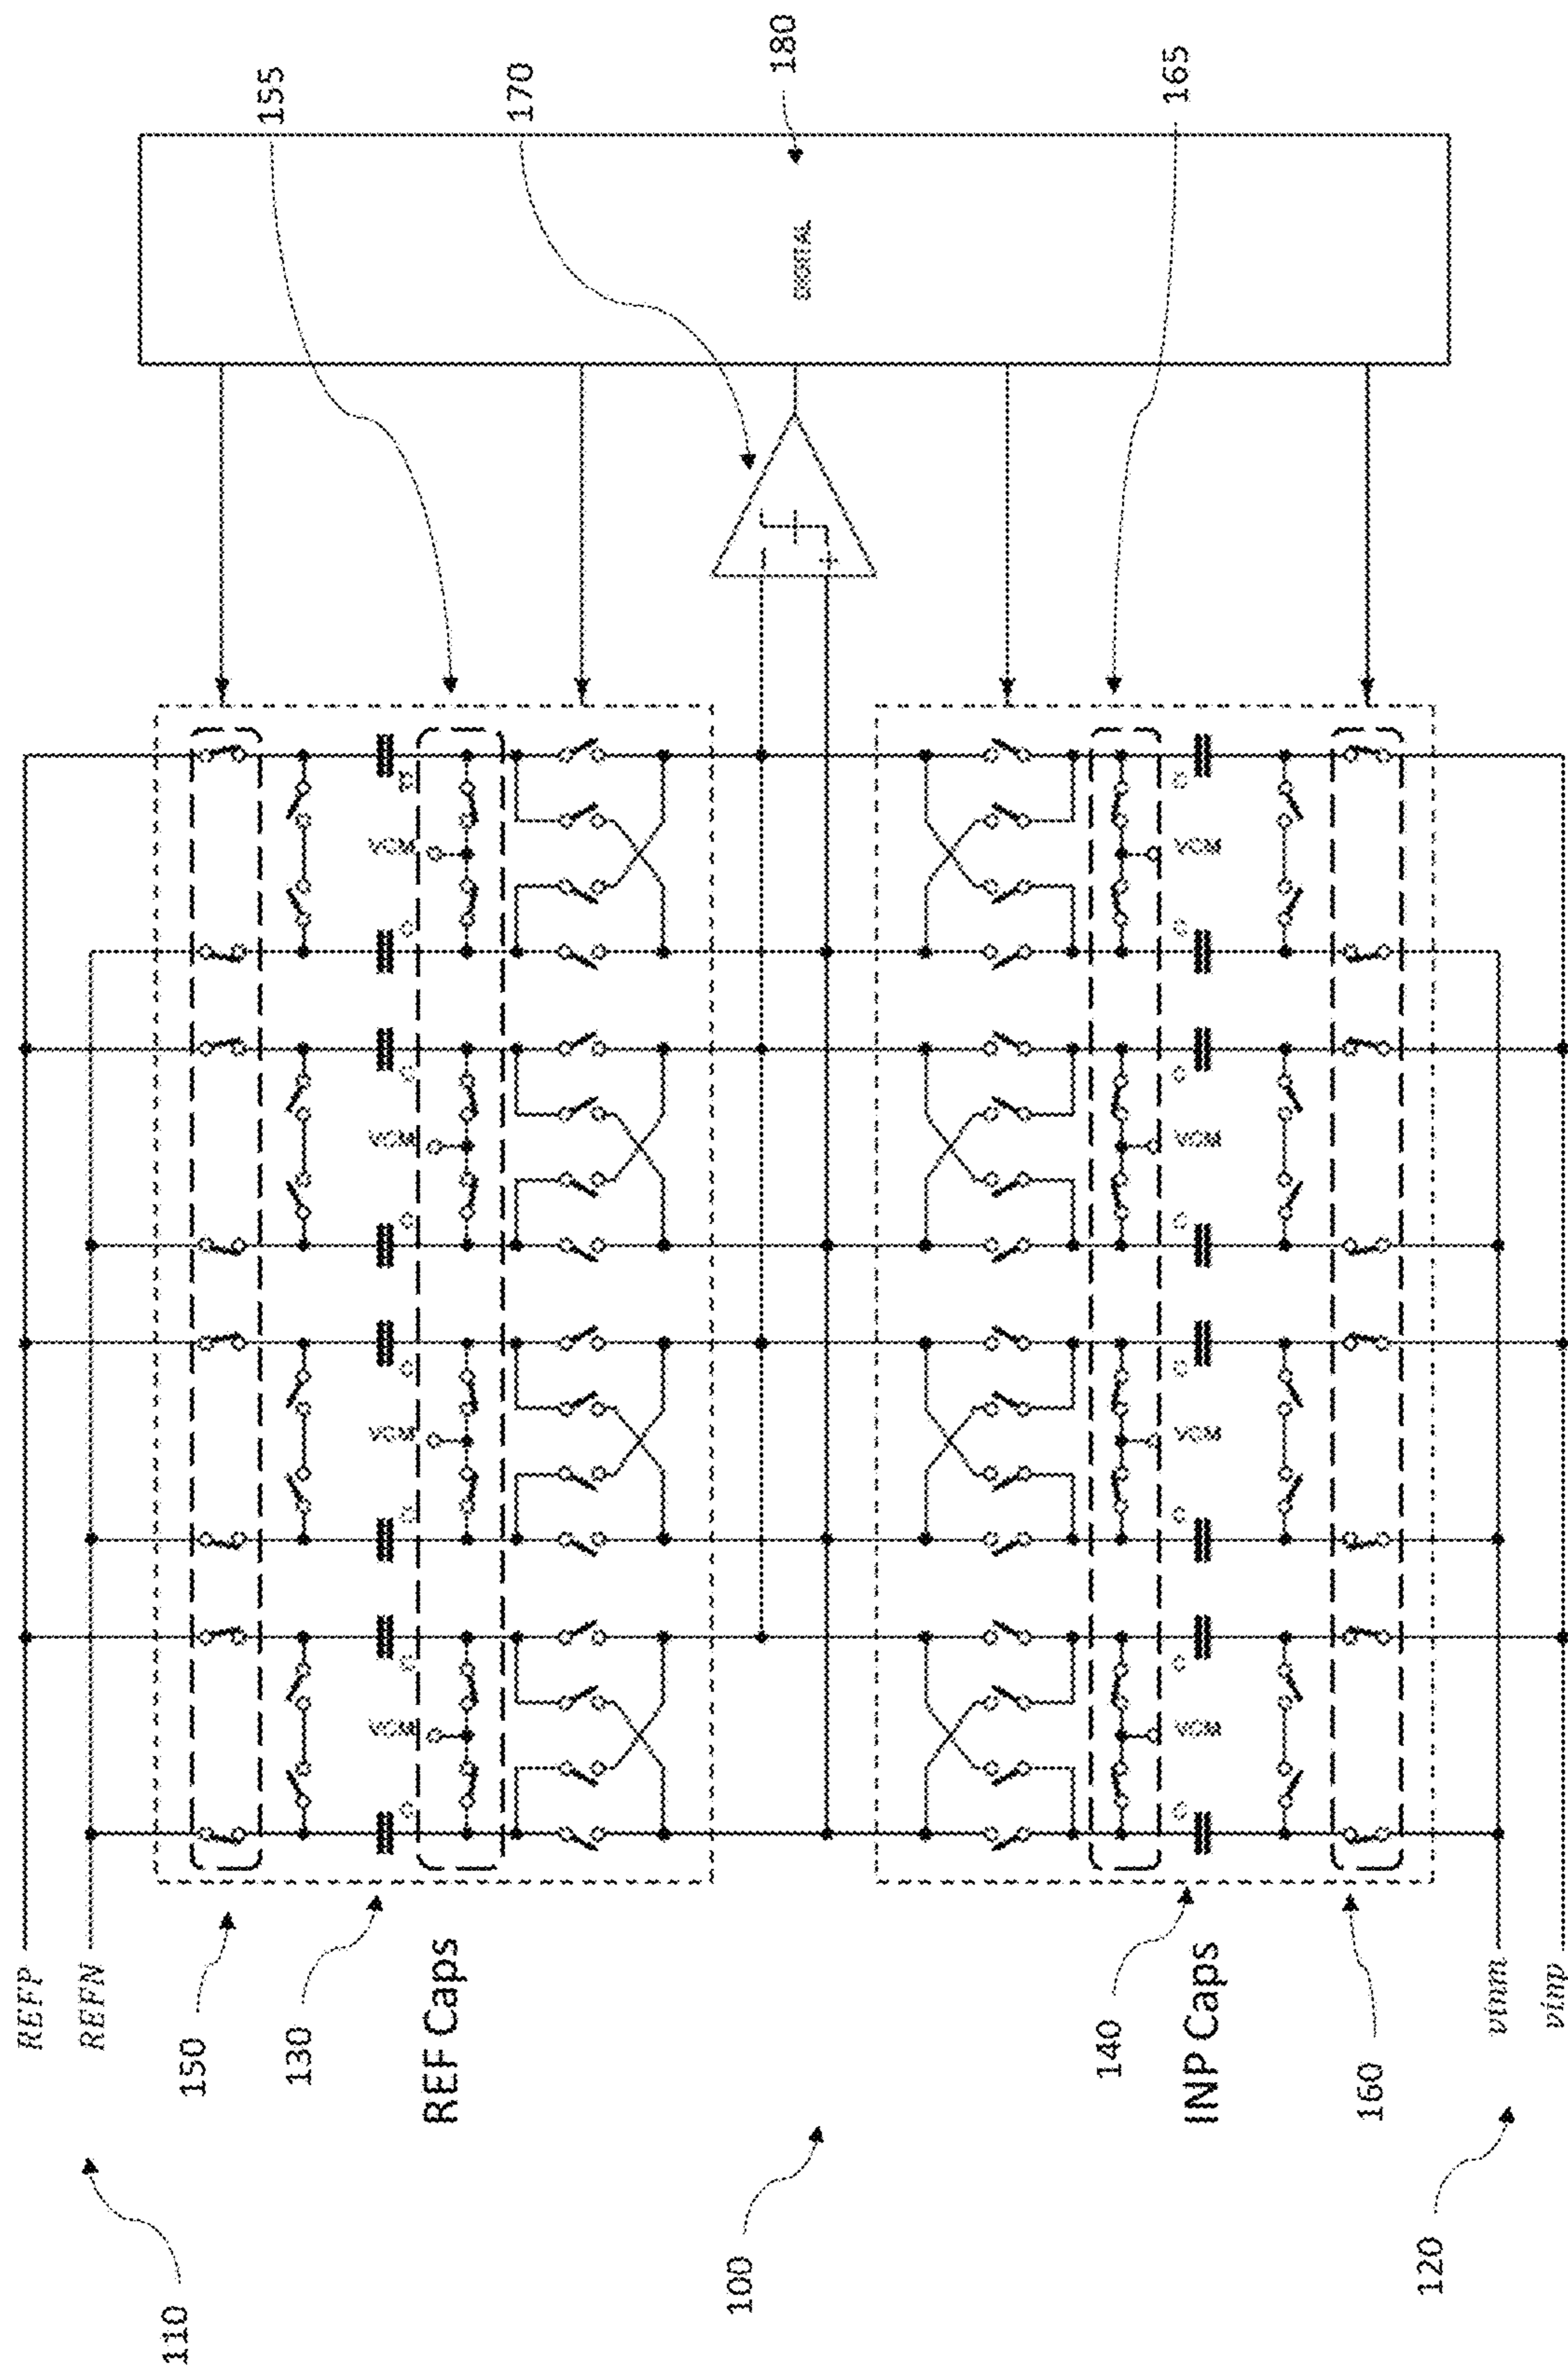 REFP
REFN
110
150
155
130
VCM VCM VCM VCM
C C C C C C C C
REF Caps
170
100
180
DIGITAL
−
+
140
165
C C C C C C C C
INP Caps
VCM VCM VCM VCM
160
120
vinm
vinp